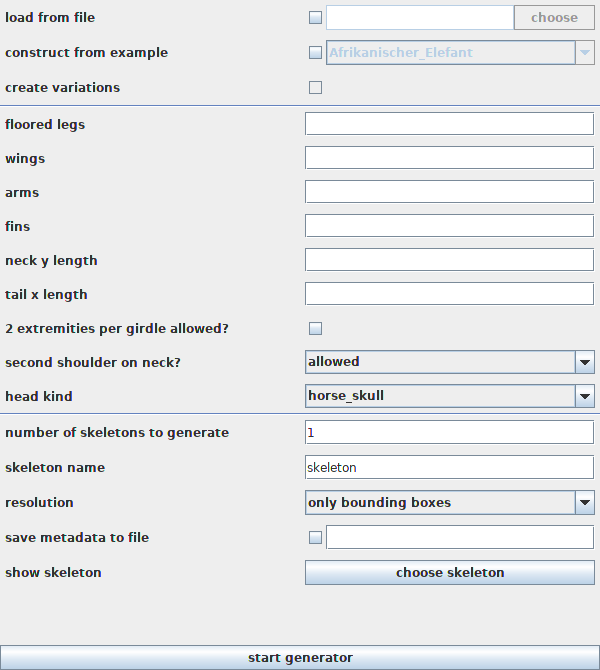 load from file choose
construct from example Afrikanischer_Elefant
create variations
floored legs
wings
arms
fins
neck y length
tail x length
2 extremities per girdle allowed?
second shoulder on neck? allowed
head kind horse_skull
number of skeletons to generate 1
skeleton name skeleton
resolution only bounding boxes
save metadata to file
show skeleton choose skeleton
start generator